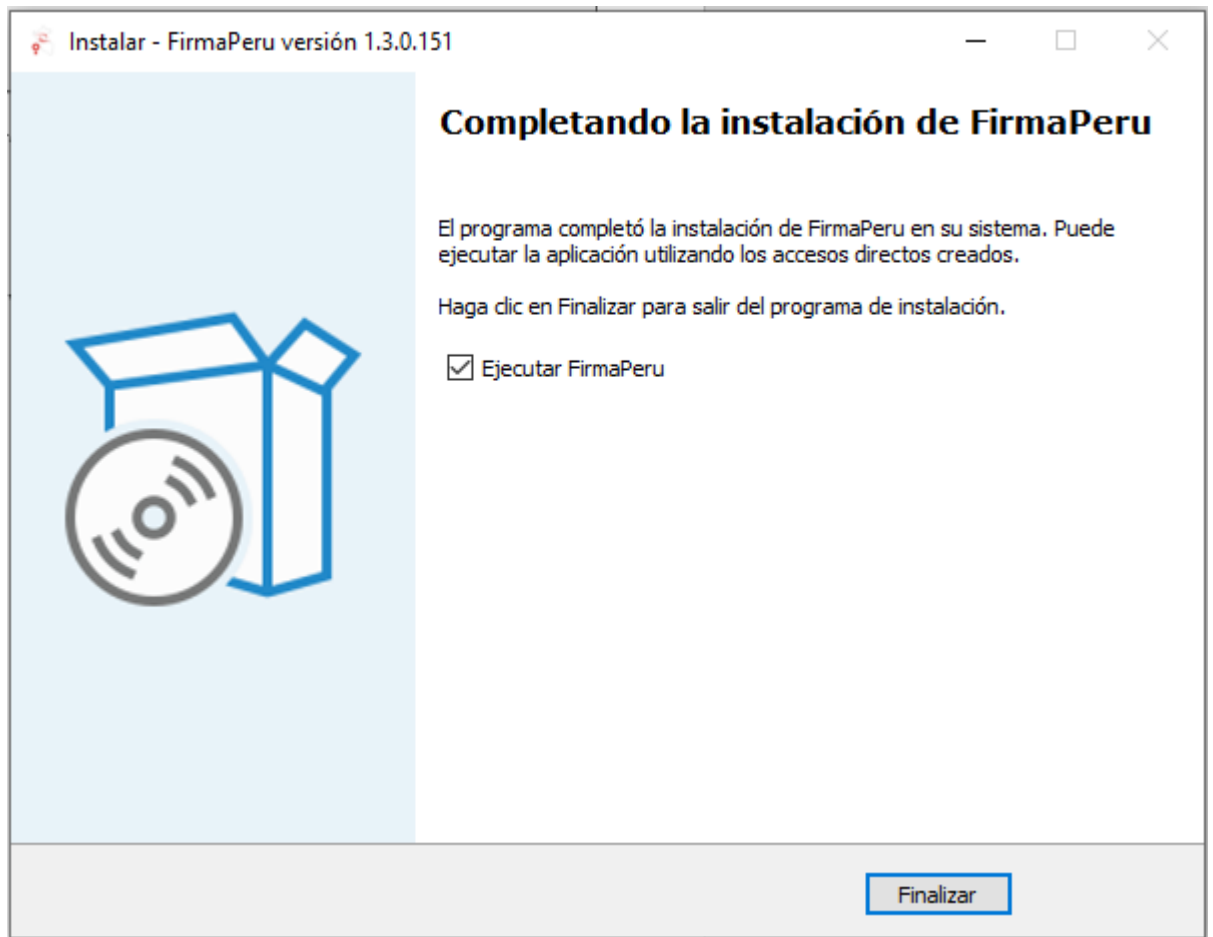 Instalar - FirmaPeru versión 1.3.0.151
Completando la instalación de FirmaPeru
El programa completó la instalación de FirmaPeru en su sistema. Puede
ejecutar la aplicación utilizando los accesos directos creados.
Haga clic en Finalizar para salir del programa de instalación.
Ejecutar FirmaPeru
Finalizar